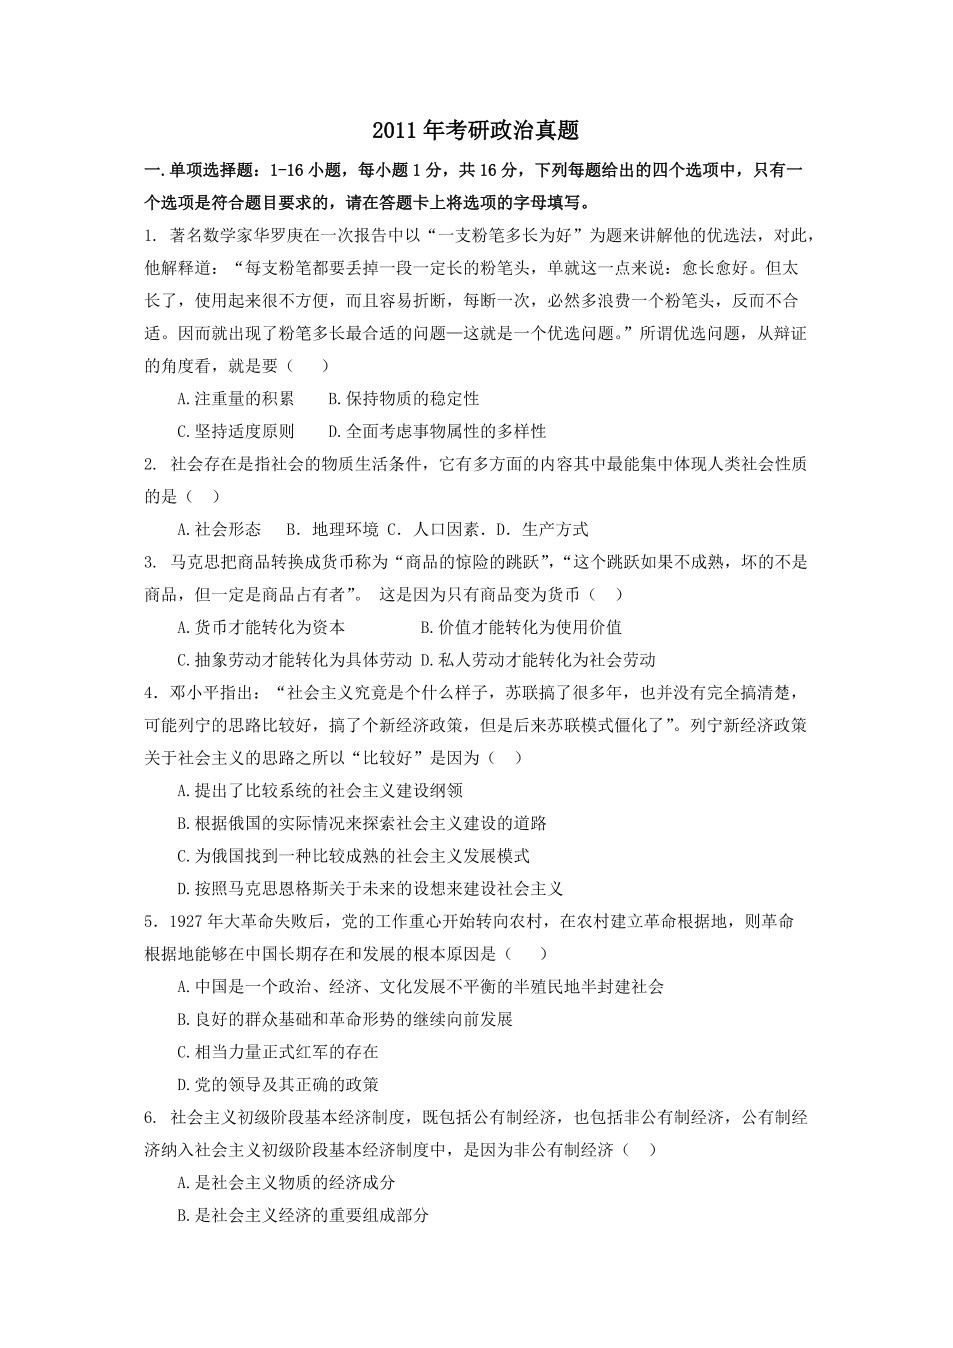 2011 年考研政治真题
一.单项选择题：1-16 小题，每小题 1 分，共 16 分，下列每题给出的四个选项中，只有一
个选项是符合题目要求的，请在答题卡上将选项的字母填写。
1. 著名数学家华罗庚在一次报告中以“一支粉笔多长为好”为题来讲解他的优选法，对此，
他解释道：“每支粉笔都要丢掉一段一定长的粉笔头，单就这一点来说：愈长愈好。但太
长了，使用起来很不方便，而且容易折断，每断一次，必然多浪费一个粉笔头，反而不合
适。因而就出现了粉笔多长最合适的问题—这就是一个优选问题。”所谓优选问题，从辩证
的角度看，就是要（ ）
A.注重量的积累 B.保持物质的稳定性
C.坚持适度原则 D.全面考虑事物属性的多样性
2. 社会存在是指社会的物质生活条件，它有多方面的内容其中最能集中体现人类社会性质
的是（ ）
A.社会形态 B．地理环境 C．人口因素．D．生产方式
3. 马克思把商品转换成货币称为“商品的惊险的跳跃”，“这个跳跃如果不成熟，坏的不是
商品，但一定是商品占有者”。 这是因为只有商品变为货币（ ）
A.货币才能转化为资本 B.价值才能转化为使用价值
C.抽象劳动才能转化为具体劳动 D.私人劳动才能转化为社会劳动
4．邓小平指出：“社会主义究竟是个什么样子，苏联搞了很多年，也并没有完全搞清楚，
可能列宁的思路比较好，搞了个新经济政策，但是后来苏联模式僵化了”。列宁新经济政策
关于社会主义的思路之所以“比较好”是因为（ ）
A.提出了比较系统的社会主义建设纲领
B.根据俄国的实际情况来探索社会主义建设的道路
C.为俄国找到一种比较成熟的社会主义发展模式
D.按照马克思恩格斯关于未来的设想来建设社会主义
5．1927 年大革命失败后，党的工作重心开始转向农村，在农村建立革命根据地，则革命
根据地能够在中国长期存在和发展的根本原因是（ ）
A.中国是一个政治、经济、文化发展不平衡的半殖民地半封建社会
B.良好的群众基础和革命形势的继续向前发展
C.相当力量正式红军的存在
D.党的领导及其正确的政策
6. 社会主义初级阶段基本经济制度，既包括公有制经济，也包括非公有制经济，公有制经
济纳入社会主义初级阶段基本经济制度中，是因为非公有制经济（ ）
A.是社会主义物质的经济成分
B.是社会主义经济的重要组成部分